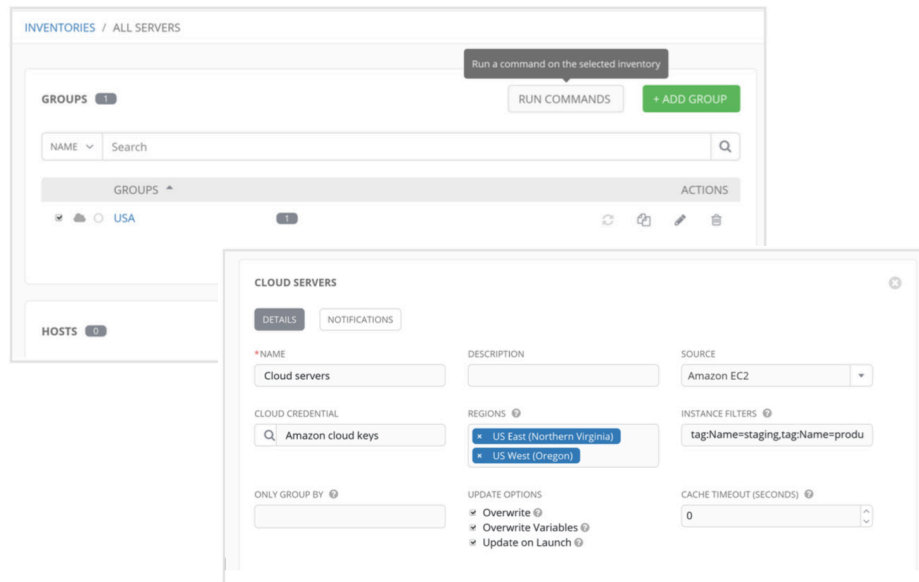 INVENTORIES / ALL SERVERS
Run a command on the selected inventory
GROUPS 1
RUN COMMANDS
+ ADD GROUP
NAME
Search
GROUPS
ACTIONS
USA
1
HOSTS 0
CLOUD SERVERS
DETAILS
NOTIFICATIONS
*NAME
Cloud servers
DESCRIPTION
SOURCE
Amazon EC2
CLOUD CREDENTIAL
Amazon cloud keys
REGIONS ?
× US East (Northern Virginia)
× US West (Oregon)
INSTANCE FILTERS ?
tag:Name=staging,tag:Name=produ
ONLY GROUP BY ?
UPDATE OPTIONS
Overwrite ?
Overwrite Variables ?
Update on Launch ?
CACHE TIMEOUT (SECONDS) ?
0